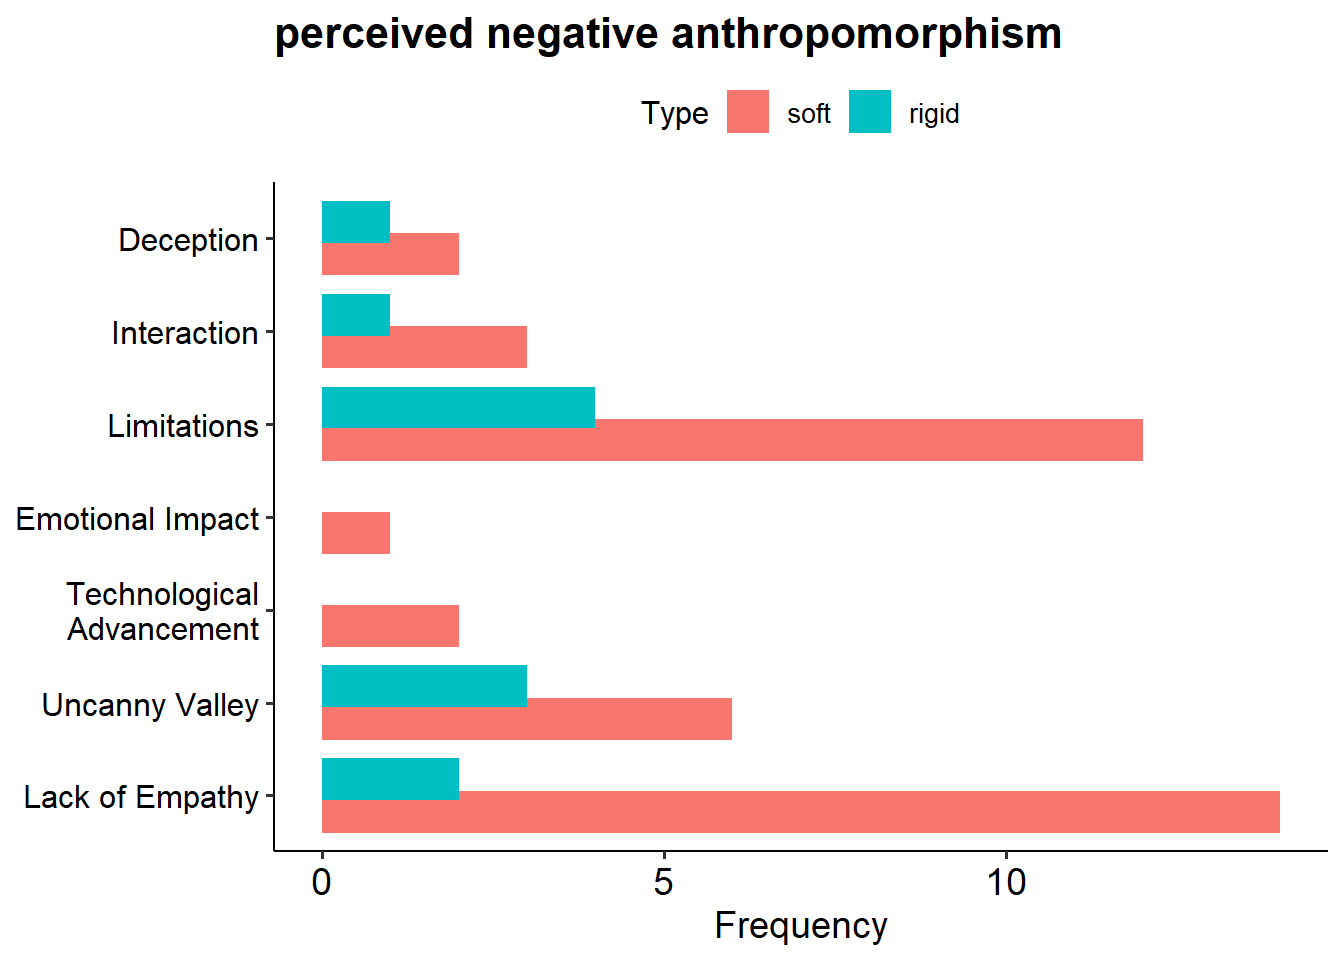 perceived negative anthropomorphism
Type soft rigid
Deception
Interaction
Limitations
Emotional Impact
Technological
Advancement
Uncanny Valley
Lack of Empathy
0 5 10
Frequency